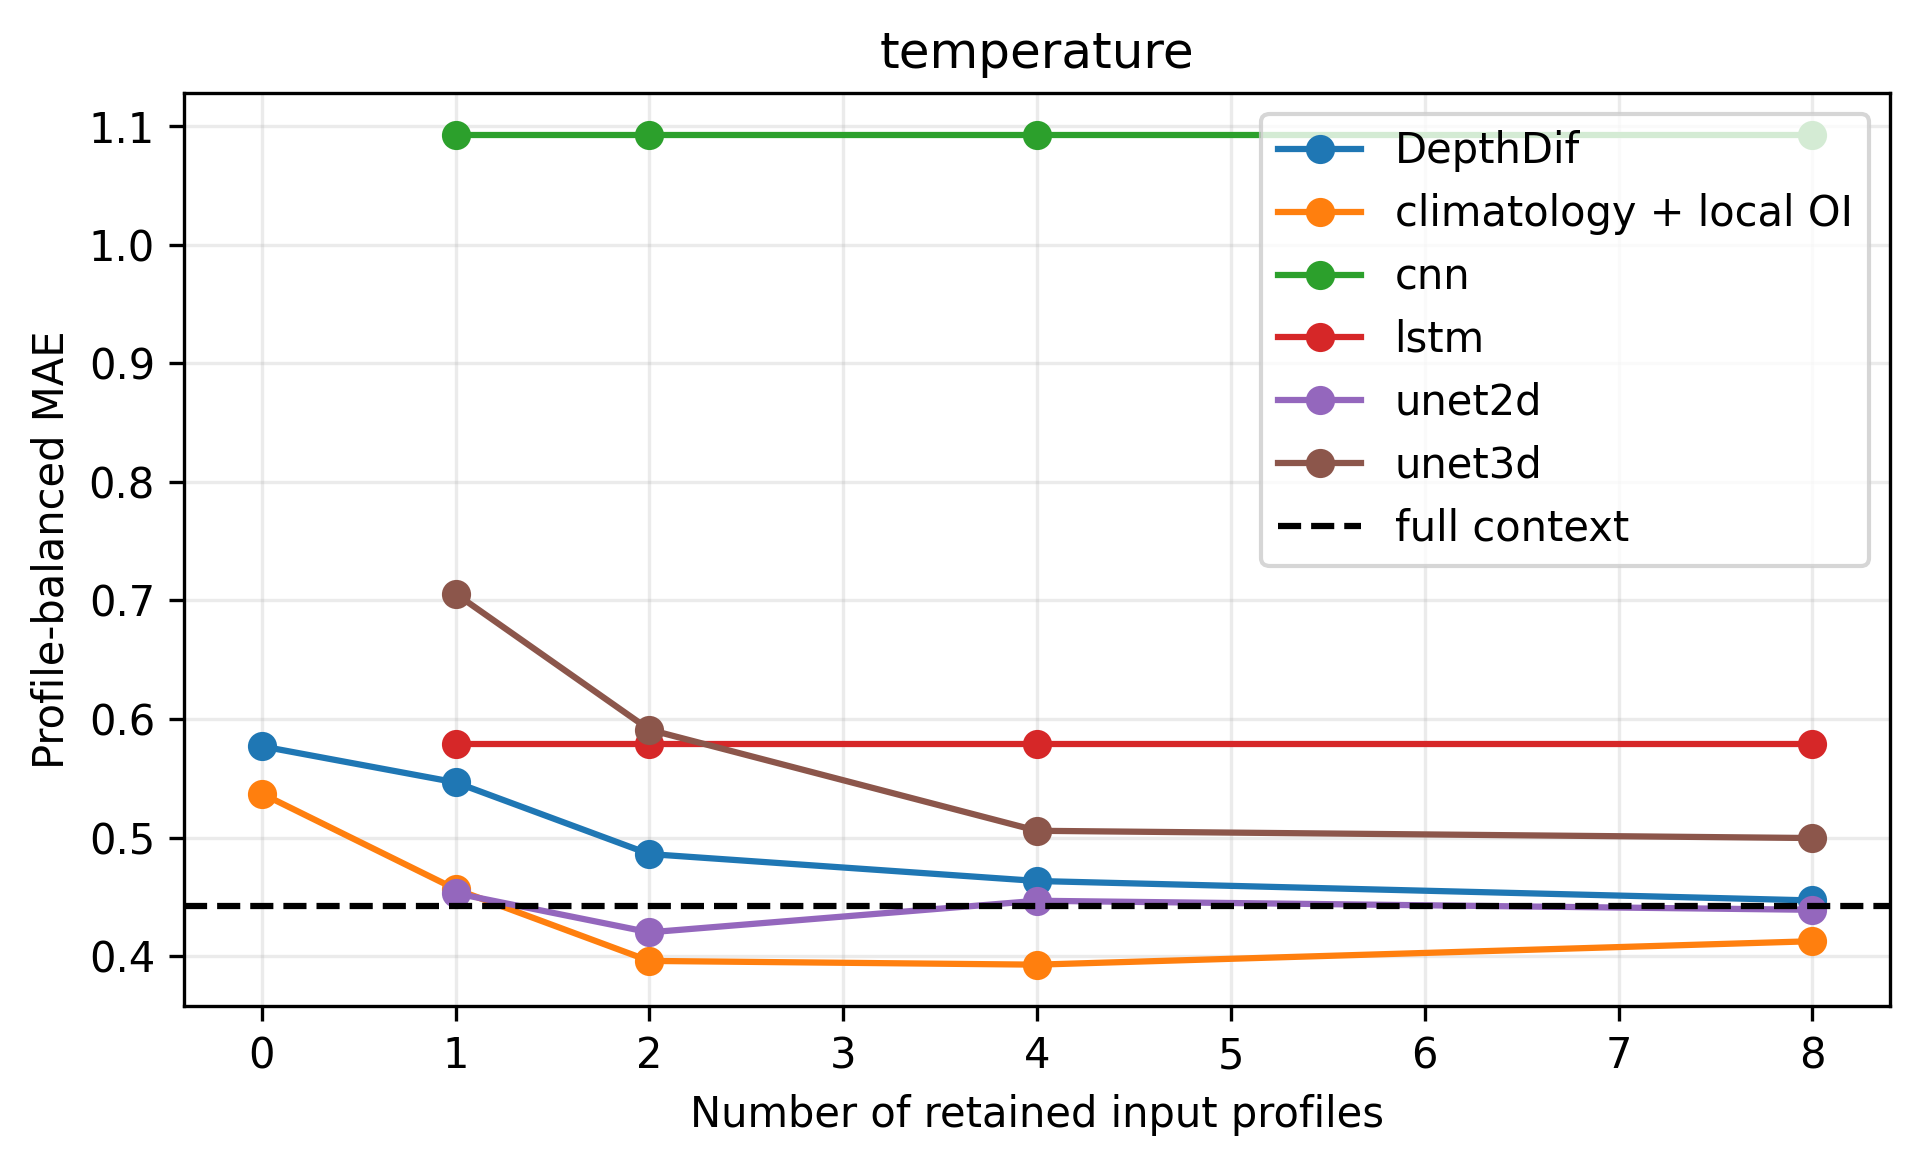 temperature
1.1
1.0
0.9
0.8
0.7
0.6
0.5
0.4
Profile-balanced MAE
DepthDif
climatology + local OI
cnn
lstm
unet2d
unet3d
full context
0 1 2 3 4 5 6 7 8
Number of retained input profiles